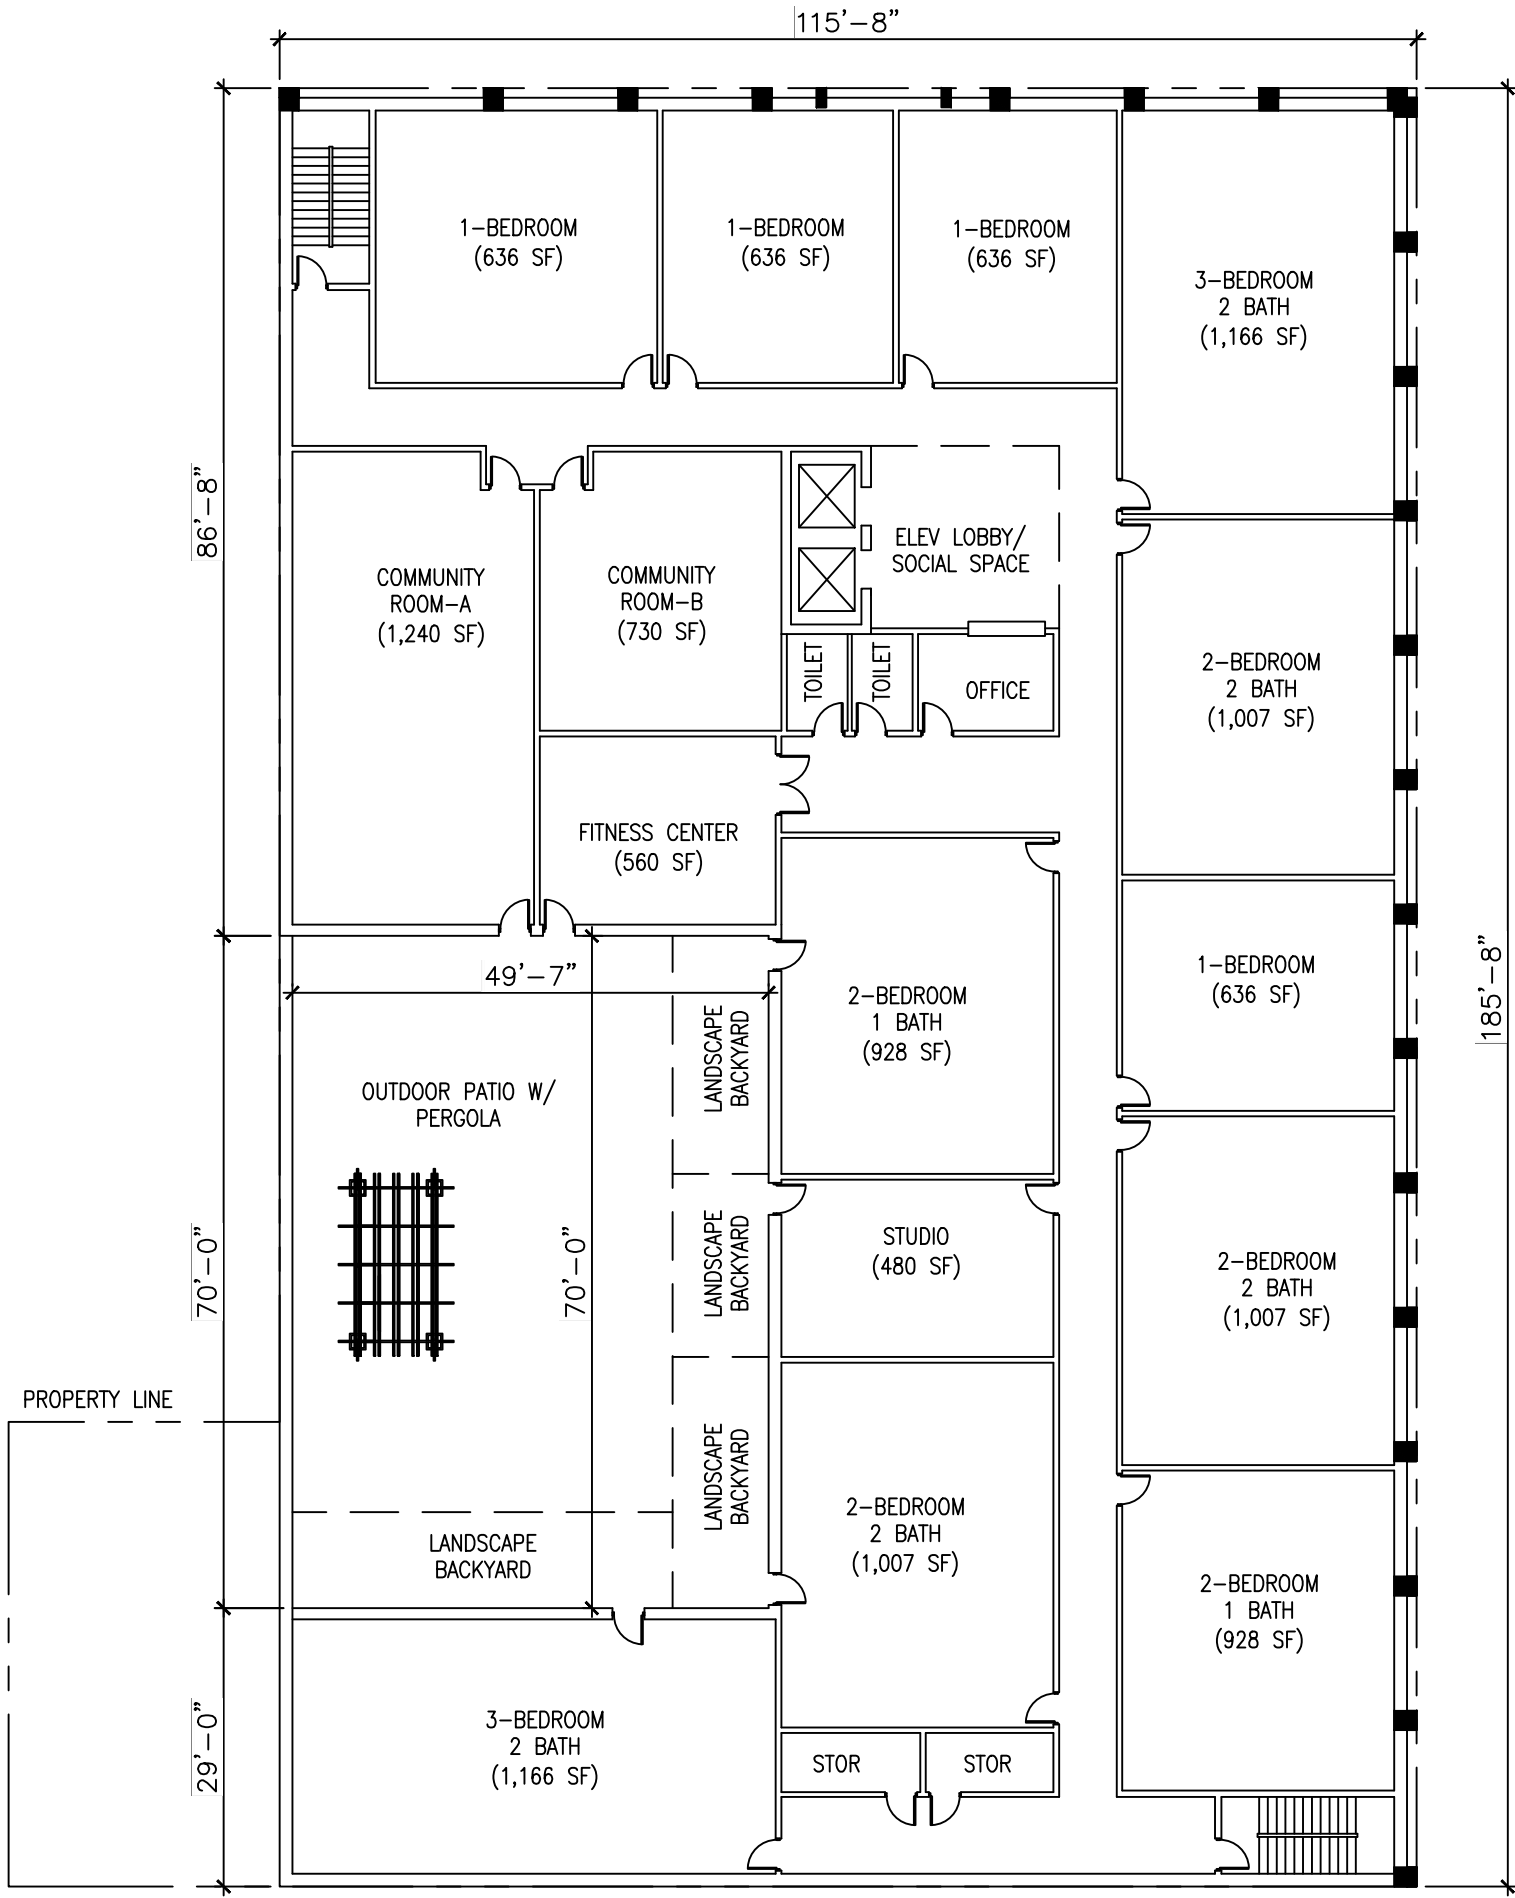 115'-8"
1-BEDROOM
(636 SF)
1-BEDROOM
(636 SF)
1-BEDROOM
(636 SF)
3-BEDROOM
2 BATH
(1,166 SF)
86'-8"
COMMUNITY
ROOM-A
(1,240 SF)
COMMUNITY
ROOM-B
(730 SF)
ELEV LOBBY/
SOCIAL SPACE
TOILET
TOILET
OFFICE
2-BEDROOM
2 BATH
(1,007 SF)
FITNESS CENTER
(560 SF)
49'-7"
2-BEDROOM
1 BATH
(928 SF)
1-BEDROOM
(636 SF)
185'-8"
OUTDOOR PATIO W/
PERGOLA
LANDSCAPE
BACKYARD
70'-0"
70'-0"
LANDSCAPE
BACKYARD
STUDIO
(480 SF)
2-BEDROOM
2 BATH
(1,007 SF)
PROPERTY LINE
LANDSCAPE
BACKYARD
LANDSCAPE
BACKYARD
2-BEDROOM
2 BATH
(1,007 SF)
2-BEDROOM
1 BATH
(928 SF)
29'-0"
3-BEDROOM
2 BATH
(1,166 SF)
STOR
STOR